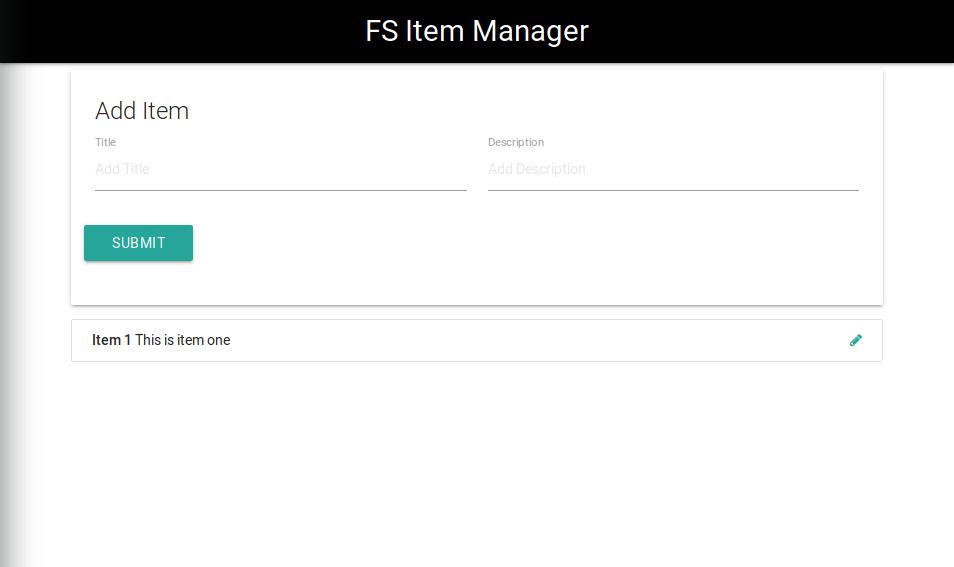 FS Item Manager
Add Item
Title
Description
Add Title
Add Description
SUBMIT
Item 1 This is item one